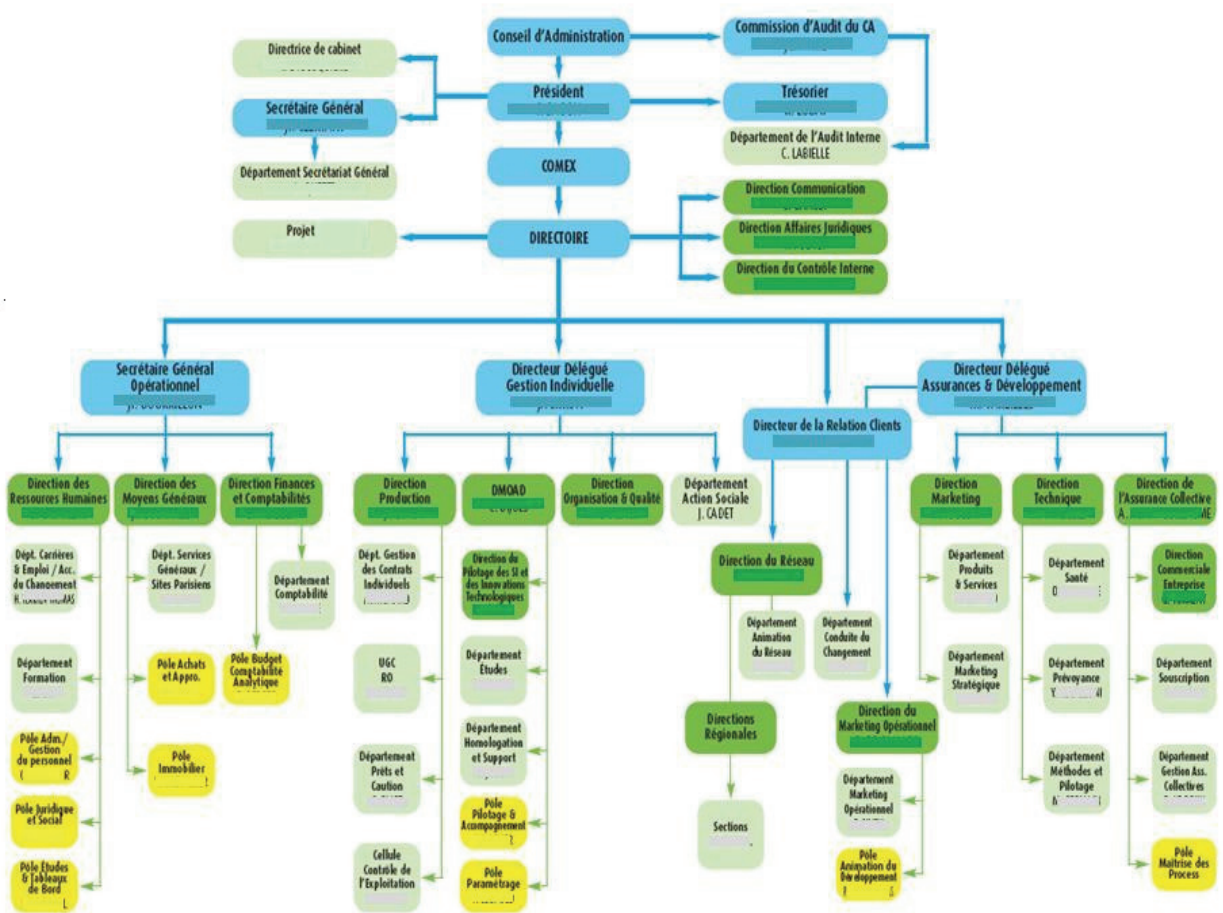 Conseil d'Administration
Commission d'Audit du CA
Directrice de cabinet
Président
Trésorier
Secrétaire Général
Département de l'Audit Interne
C. LABIELLE
Département Secrétariat Général
COMEX
Direction Communication
Projet
DIRECTOIRE
Direction Affaires Juridiques
Direction du Contrôle Interne
Secrétaire Général
Opérationnel
Directeur Délégué
Gestion Individuelle
Directeur de la Relation Clients
Directeur Délégué
Assurances & Développement
Direction des
Ressources Humaines
Direction des
Moyens Généraux
Direction Finances
et Comptabilités
Direction
Production
DMOAD
Direction
Organisation & Qualité
Département
Action Sociale
J. CADET
Direction
Marketing
Direction
Technique
Direction de
l'Assurance Collective
Dépt. Carrières
& Emploi / Acc.
du Changement
Département
Formation
Pôle Adm./
Gestion
du personnel
Pôle Juridique
et Social
Pôle Études
& Tableaux
de Bord
Dépt. Services
Généraux /
Sites Parisiens
Pôle Achats
et Appro.
Pôle
Immobilier
Département
Comptabilité
Pôle Budget
Comptabilité
Analytique
Dépt. Gestion
des Contrats
Individuels
UGC
RO
Département
Prêts et
Caution
Cellule
Contrôle de
l'Exploitation
Direction du
Pilotage des SI et
des Innovations
Technologiques
Département
Études
Département
Homologation
et Support
Pôle
Pilotage &
Accompagnement
Pôle
Paramétrage
Direction du Réseau
Département
Animation
du Réseau
Directions
Régionales
Sections
Département
Conduite du
Changement
Direction du
Marketing Opérationnel
Département
Marketing
Opérationnel
Pôle
Animation du
Développement
Département
Produits
& Services
Département
Marketing
Stratégique
Département
Santé
Département
Prévoyance
Département
Méthodes et
Pilotage
Direction
Commerciale
Entreprise
Département
Souscription
Département
Gestion Ass.
Collectives
Pôle
Maîtrise des
Process